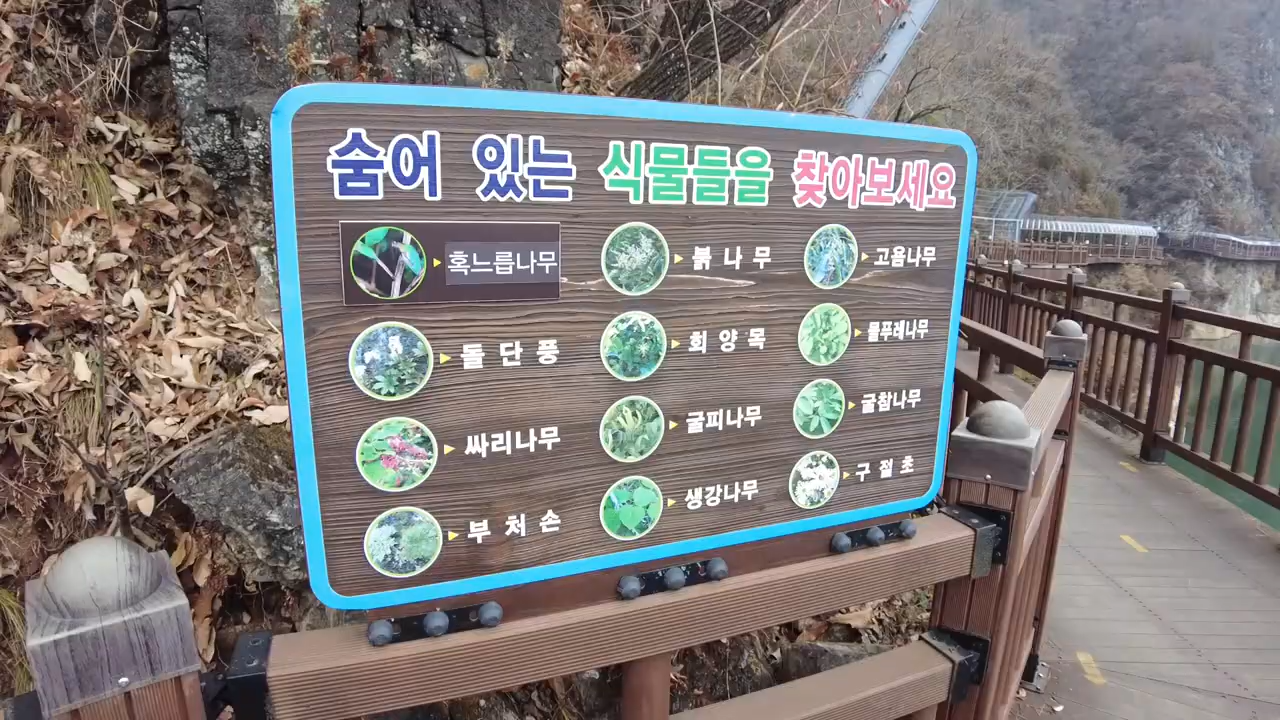 숨어 있는 식물들을 찾아보세요
혹느릅나무
돌단풍
싸리나무
부처손
붉나무
회양목
굴피나무
생강나무
고욤나무
물푸레나무
굴참나무
구절초